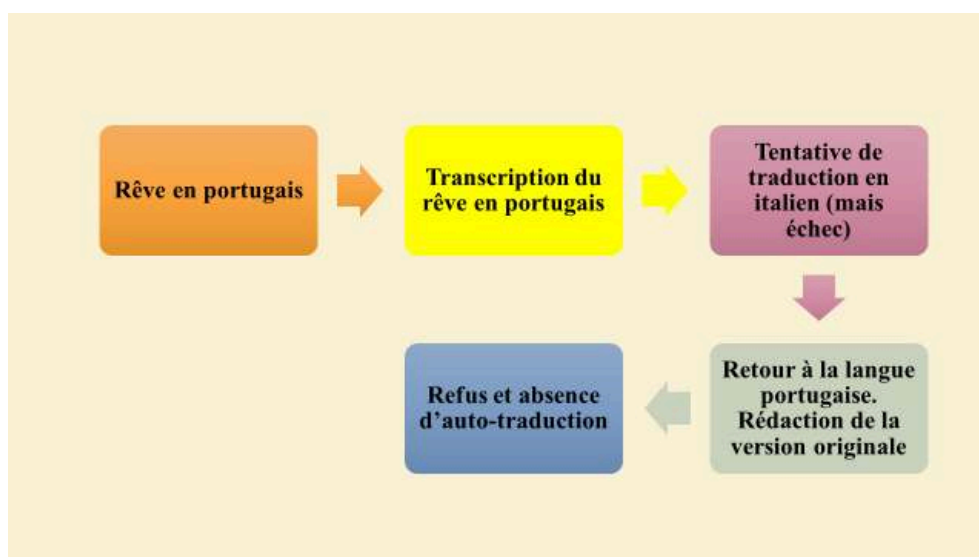 Rêve en portugais
Transcription du
rêve en portugais
Tentative de
traduction en
italien (mais
échec)
Retour à la langue
portugaise.
Rédaction de la
version originale
Refus et absence
d'auto-traduction